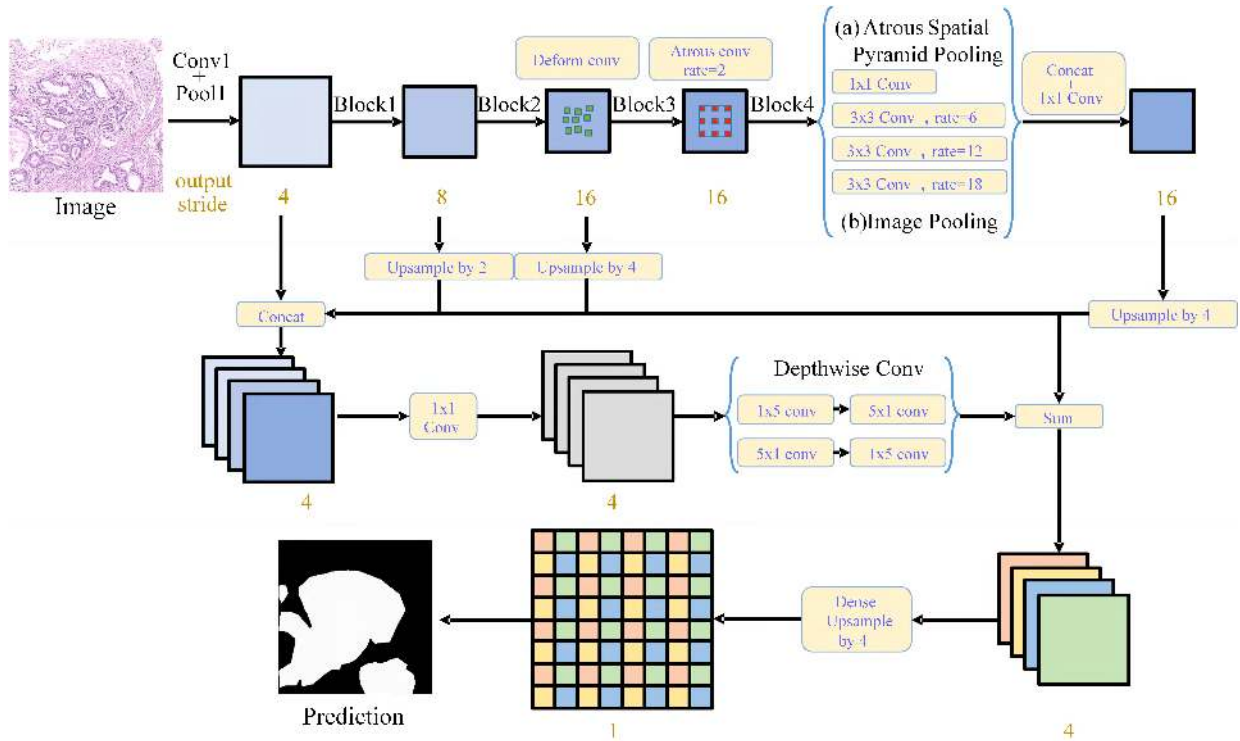 Image
Conv1
+
Pool1
output
stride
4
Block1
8
Block2
Deform conv
16
Block3
Atrous conv
rate=2
16
Block4
(a) Atrous Spatial
Pyramid Pooling
1x1 Conv
3x3 Conv , rate=6
3x3 Conv , rate=12
3x3 Conv , rate=18
(b)Image Pooling
Concat
+
1x1 Conv
16
Upsample by 2
Upsample by 4
Upsample by 4
Concat
4
1x1
Conv
4
Depthwise Conv
1x5 conv
5x1 conv
5x1 conv
1x5 conv
Sum
4
Dense
Upsample
by 4
1
Prediction